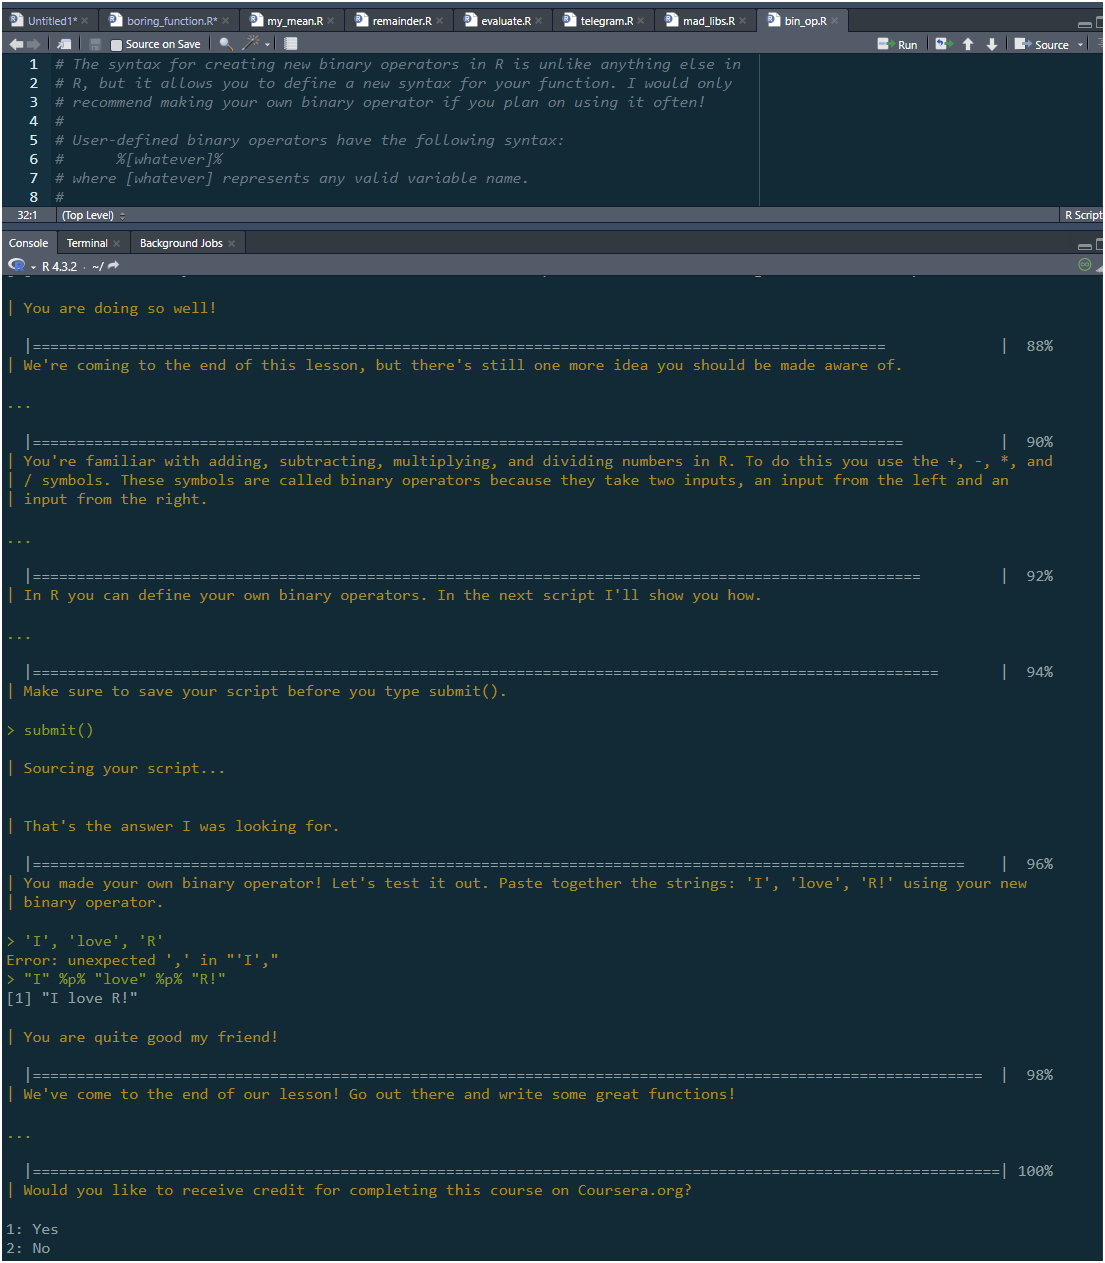 Untitled1* × boring_function.R* × my_mean.R × remainder.R × evaluate.R × telegram.R × mad_libs.R × bin_op.R ×
Source on Save Run Source
1 # The syntax for creating new binary operators in R is unlike anything else in
2 # R, but it allows you to define a new syntax for your function. I would only
3 # recommend making your own binary operator if you plan on using it often!
4 #
5 # User-defined binary operators have the following syntax:
6 #      %[whatever]%
7 # where [whatever] represents any valid variable name.
8 #
32:1 (Top Level) R Script
Console Terminal × Background Jobs ×
R 4.3.2 · ~/
| You are doing so well!
|=================================================================================================             |  88%
| We're coming to the end of this lesson, but there's still one more idea you should be made aware of.
...
|===================================================================================================           |  90%
| You're familiar with adding, subtracting, multiplying, and dividing numbers in R. To do this you use the +, -, *, and
| / symbols. These symbols are called binary operators because they take two inputs, an input from the left and an
| input from the right.
...
|=====================================================================================================         |  92%
| In R you can define your own binary operators. In the next script I'll show you how.
...
|=======================================================================================================       |  94%
| Make sure to save your script before you type submit().
> submit()
| Sourcing your script...
| That's the answer I was looking for.
|==========================================================================================================    |  96%
| You made your own binary operator! Let's test it out. Paste together the strings: 'I', 'love', 'R!' using your new
| binary operator.
> 'I', 'love', 'R'
Error: unexpected ',' in "'I',"
> "I" %p% "love" %p% "R!"
[1] "I love R!"
| You are quite good my friend!
|============================================================================================================  |  98%
| We've come to the end of our lesson! Go out there and write some great functions!
...
|==============================================================================================================| 100%
| Would you like to receive credit for completing this course on Coursera.org?
1: Yes
2: No